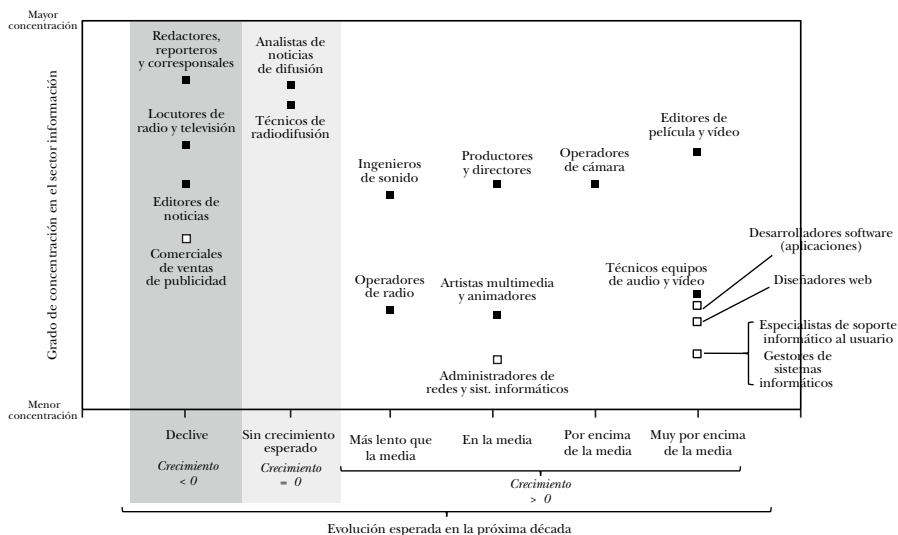 Mayor
concentración
Grado de concentración en el sector información
Menor
concentración
Redactores,
reporteros
y corresponsales
Locutores de
radio y televisión
Editores de
noticias
Comerciales
de ventas
de publicidad
Analistas de
noticias
de difusión
Técnicos de
radiodifusión
Ingenieros
de sonido
Operadores
de radio
Productores
y directores
Artistas multimedia
y animadores
Administradores de
redes y sist. informáticos
Operadores
de cámara
Editores de
película y vídeo
Técnicos equipos
de audio y vídeo
Desarrolladores software
(aplicaciones)
Diseñadores web
Especialistas de soporte
informático al usuario
Gestores de
sistemas
informáticos
Declive
Crecimiento
< 0
Sin crecimiento
esperado
Crecimiento
= 0
Más lento que
la media
En la media
Por encima
de la media
Muy por encima
de la media
Crecimiento
> 0
Evolución esperada en la próxima década